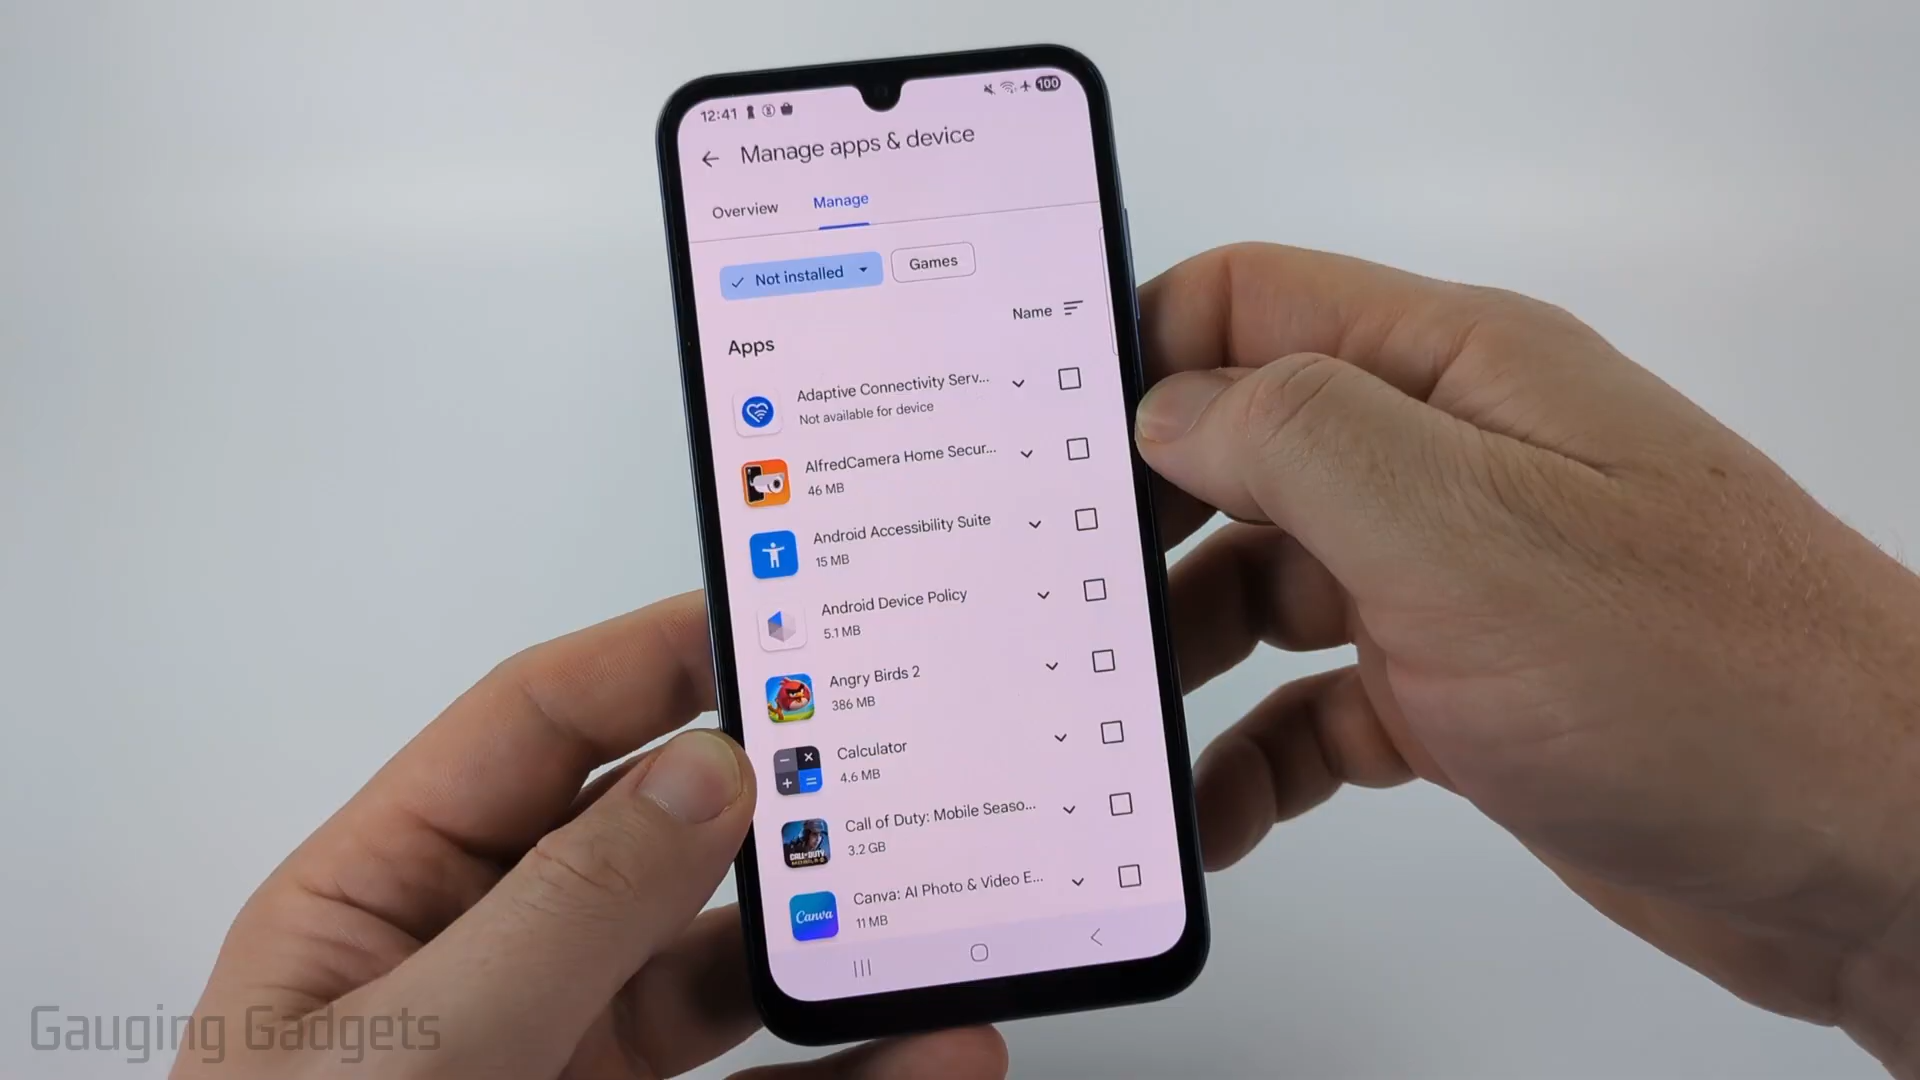 12:41
100
Manage apps & device
Overview
Manage
Not installed
Games
Name
Apps
Adaptive Connectivity Serv...
Not available for device
AlfredCamera Home Secur...
46 MB
Android Accessibility Suite
15 MB
Android Device Policy
5.1 MB
Angry Birds 2
386 MB
Calculator
4.6 MB
Call of Duty: Mobile Seaso...
3.2 GB
CALL OF DUTY
Canva: AI Photo & Video E...
11 MB
Canva
Gauging Gadgets